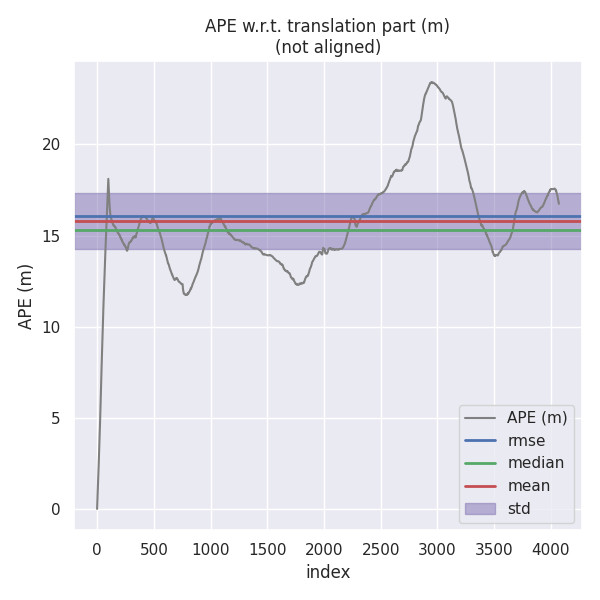 APE w.r.t. translation part (m)
(not aligned)
APE (m)
20
15
10
5
0
0 500 1000 1500 2000 2500 3000 3500 4000
index
APE (m)
rmse
median
mean
std